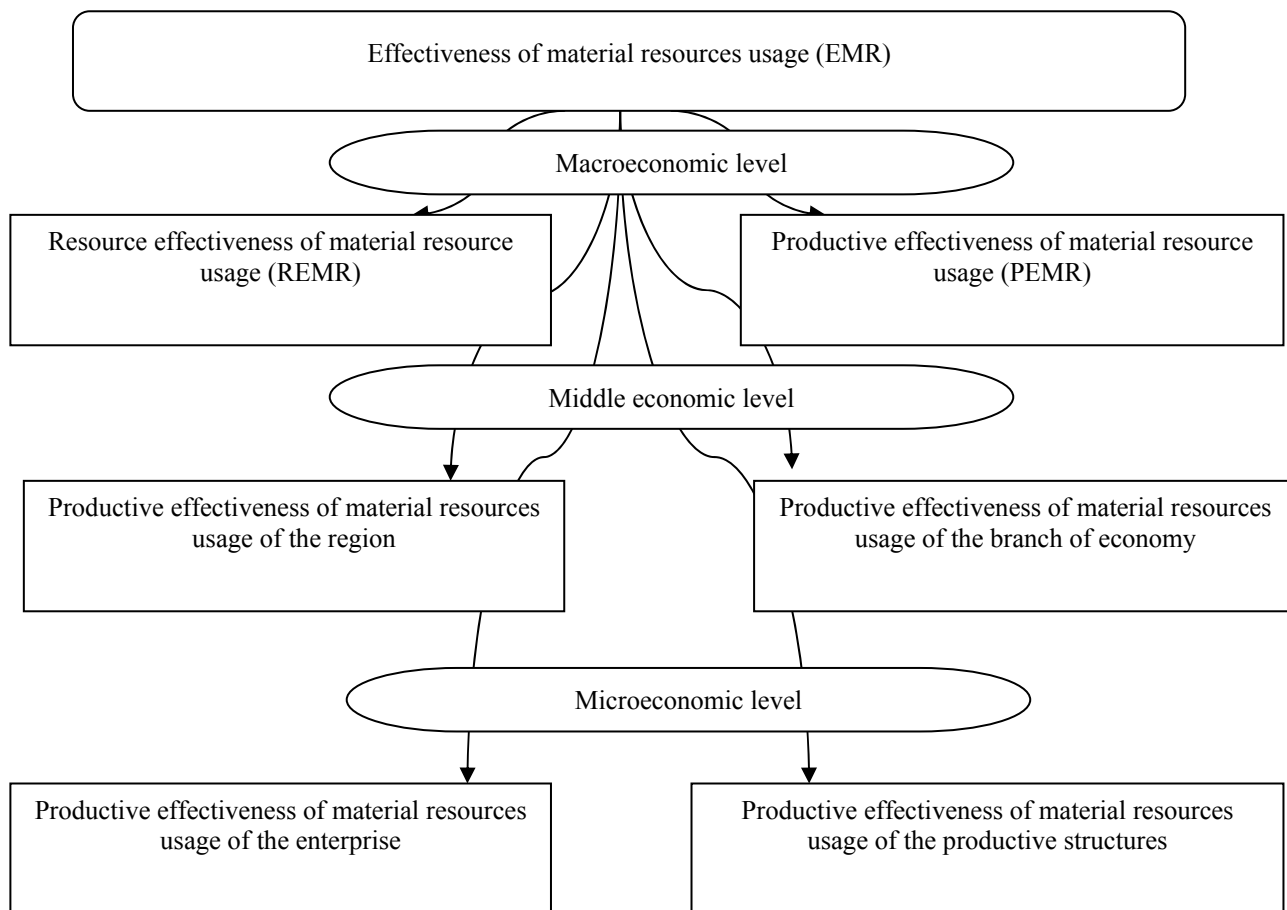 Effectiveness of material resources usage (EMR)
Macroeconomic level
Resource effectiveness of material resource
usage (REMR)
Productive effectiveness of material resource
usage (PEMR)
Middle economic level
Productive effectiveness of material resources
usage of the region
Productive effectiveness of material resources
usage of the branch of economy
Microeconomic level
Productive effectiveness of material resources
usage of the enterprise
Productive effectiveness of material resources
usage of the productive structures